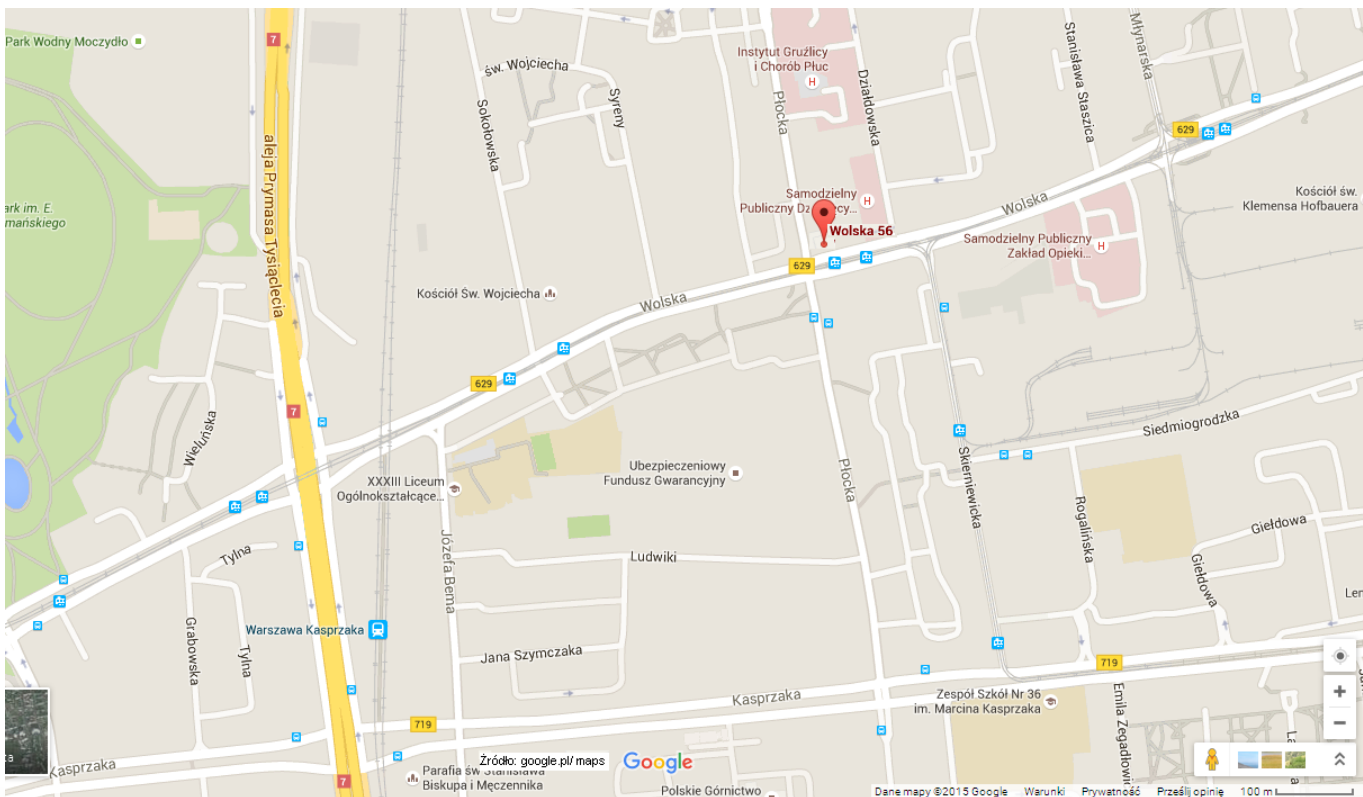 Park Wodny Moczydło
7
aleja Prymasa Tysiąclecia
ark im. E.
mańskiego
św. Wojciecha
Sokołowska
Syreny
Instytut Gruźlicy
i Chorób Płuc
H
Płocka
Działdowska
Stanisława Staszica
Młynarska
629
Kościół św.
Klemensa Hofbauera
Samodzielny
Publiczny Dz
ecy...
H
Wolska 56
Wolska
Samodzielny Publiczny
Zakład Opieki...
H
629
Kościół Św. Wojciecha
Wolska
629
7
Wieluńska
XXXIII Liceum
Ogólnokształcące...
Ubezpieczeniowy
Fundusz Gwarancyjny
Płocka
Skierniewicka
Siedmiogrodzka
Rogalińska
Giełdowa
Giełdowa
Tylna
Ludwiki
Józefa Bema
Grabowska
Tylna
Warszawa Kasprzaka
Jana Szymczaka
719
Kasprzaka
Zespół Szkół Nr 36
im. Marcina Kasprzaka
Emila Zegadłowic
719
Kasprzaka
7
Parafia św Stanisława
Biskupa i Męczennika
Źródło: google.pl/ maps
Google
Polskie Górnictwo
+
−
Dane mapy ©2015 Google Warunki Prywatność Prześlij opinię 100 m